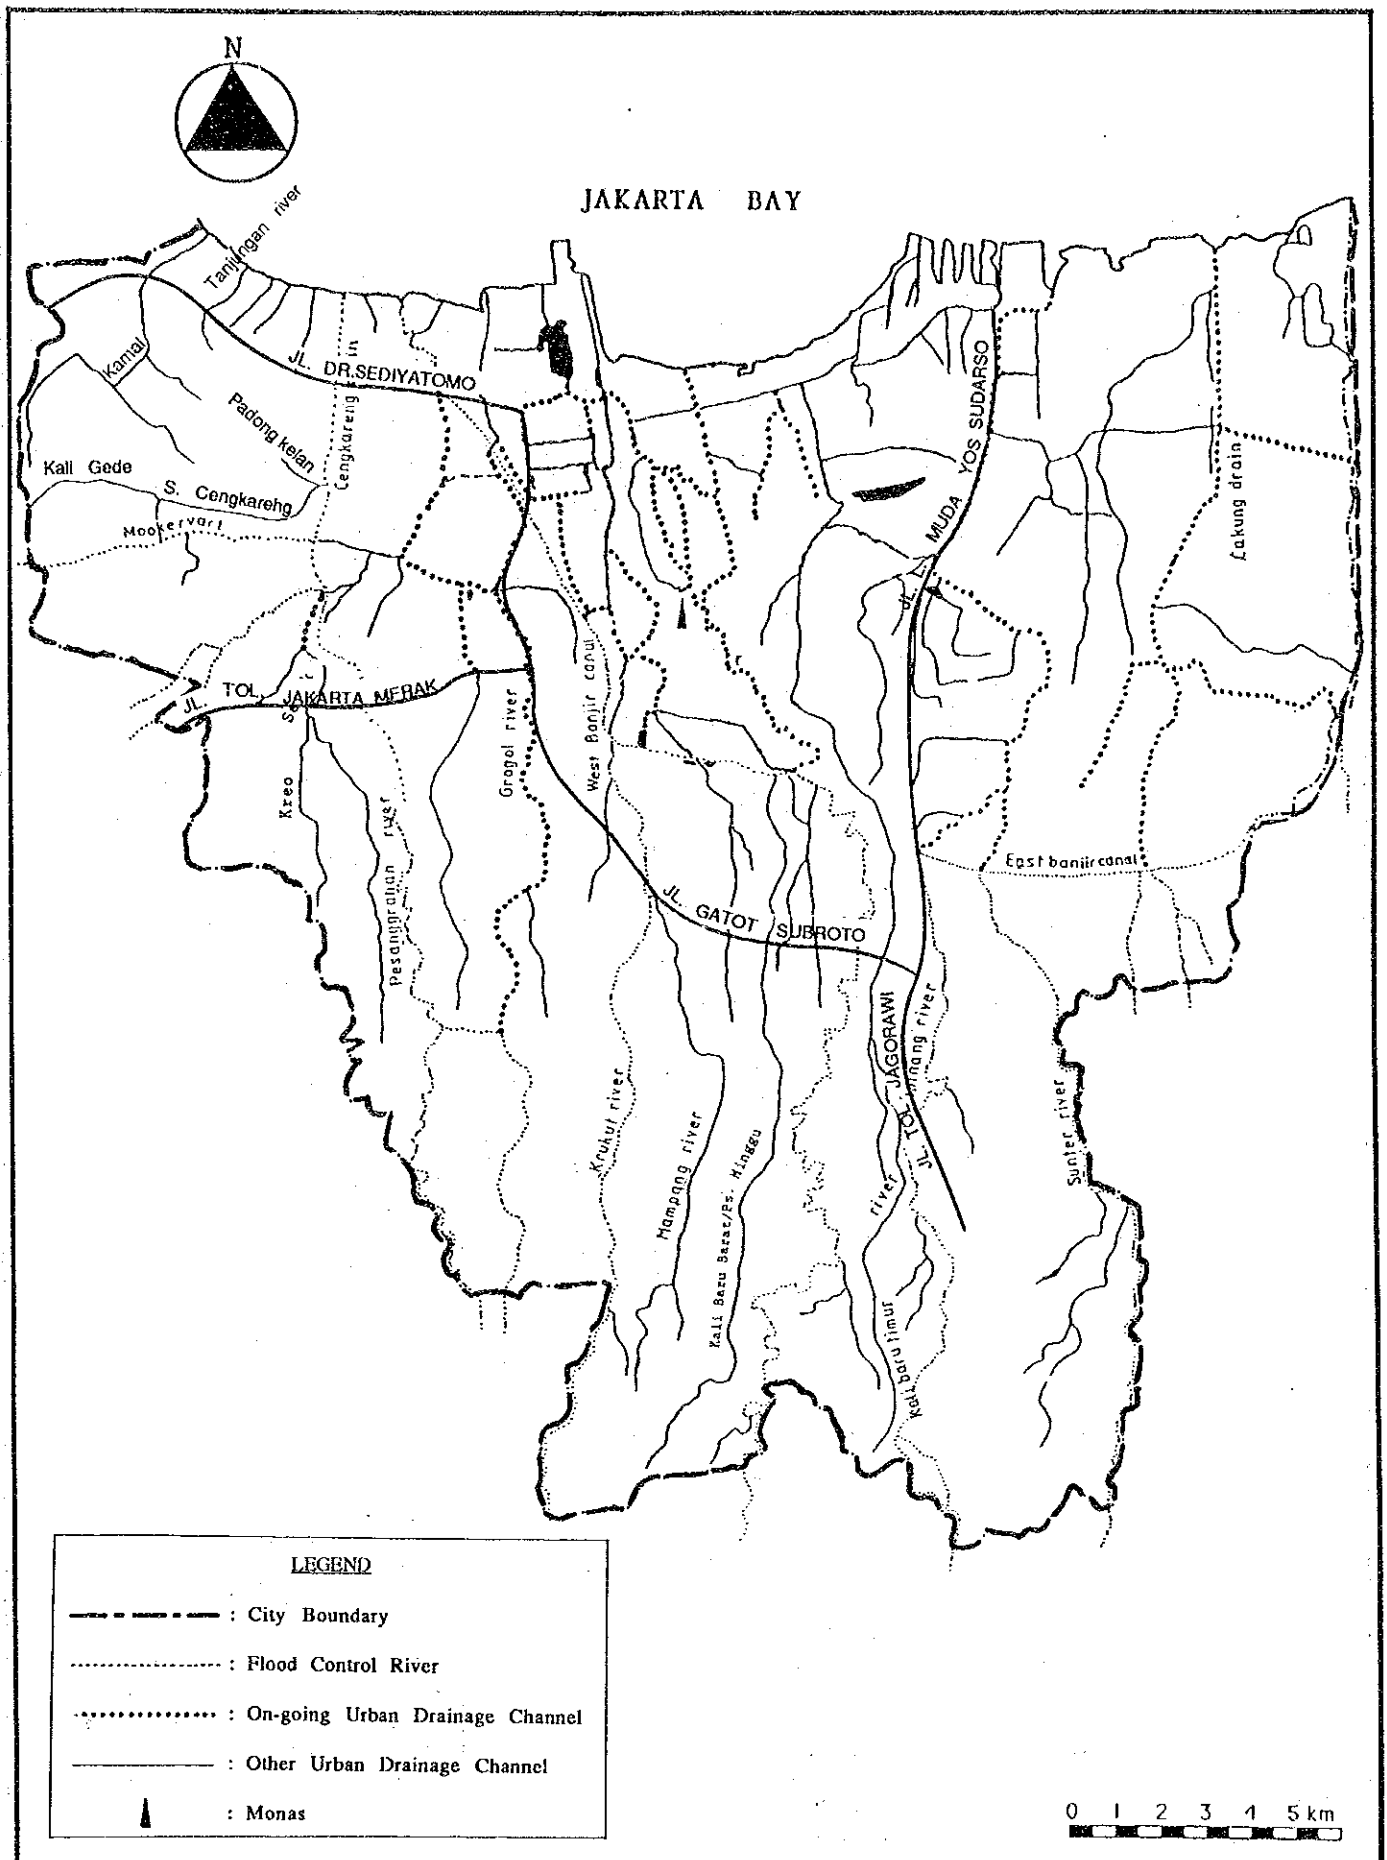 N
JAKARTA BAY
Tanjungan river
Kamal
JL. DR.SEDIYATOMO
Padong kelan
Cengkareng
Kali Gede
S. Cengkarehg
Mookervart
YOS SUDARSO
JL. L. MUDA
Cakung drain
JL. TOL, JAKARTA MERAK
Kreo
Pesanggrahan river
Grogol river
West Banjir canal
East banjir canal
JL. GATOT SUBROTO
JL. TOL JAGORAWI
river
Krukut river
Mampang river
Kali Baru Barat/Ps. Minggu
river
Kali baru timur
Sunter river
LEGEND
: City Boundary
: Flood Control River
: On-going Urban Drainage Channel
: Other Urban Drainage Channel
: Monas
0 1 2 3 4 5 km